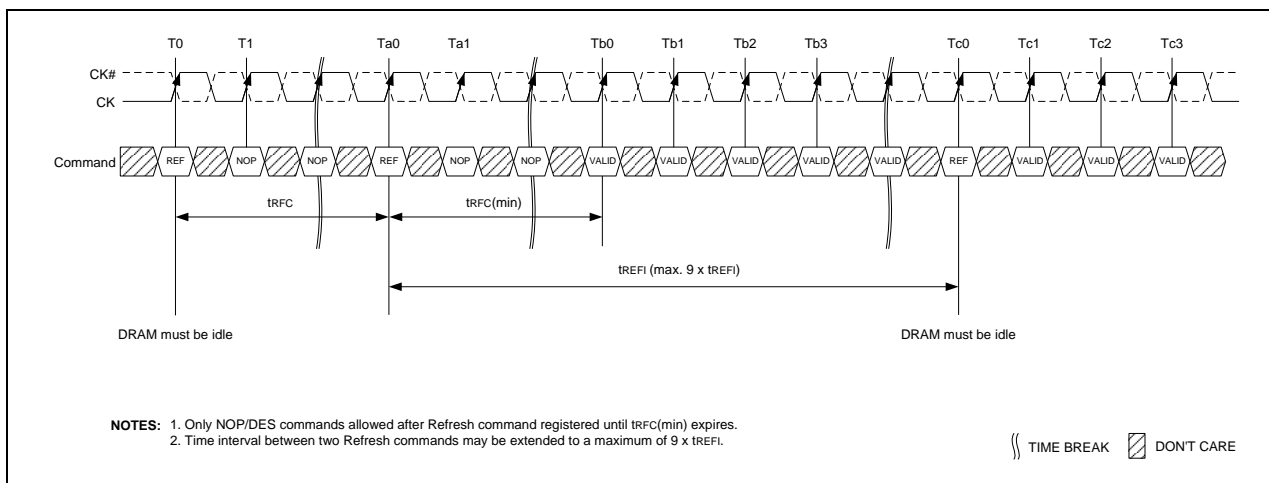 T0 T1 Ta0 Ta1 Tb0 Tb1 Tb2 Tb3 Tc0 Tc1 Tc2 Tc3
CK#
CK
Command REF NOP NOP REF NOP NOP VALID VALID VALID VALID VALID REF VALID VALID VALID
tRFC tRFC(min)
tREFI (max. 9 x tREFI)
DRAM must be idle DRAM must be idle
NOTES: 1. Only NOP/DES commands allowed after Refresh command registered until tRFC(min) expires.
2. Time interval between two Refresh commands may be extended to a maximum of 9 x tREFI.
TIME BREAK DON'T CARE